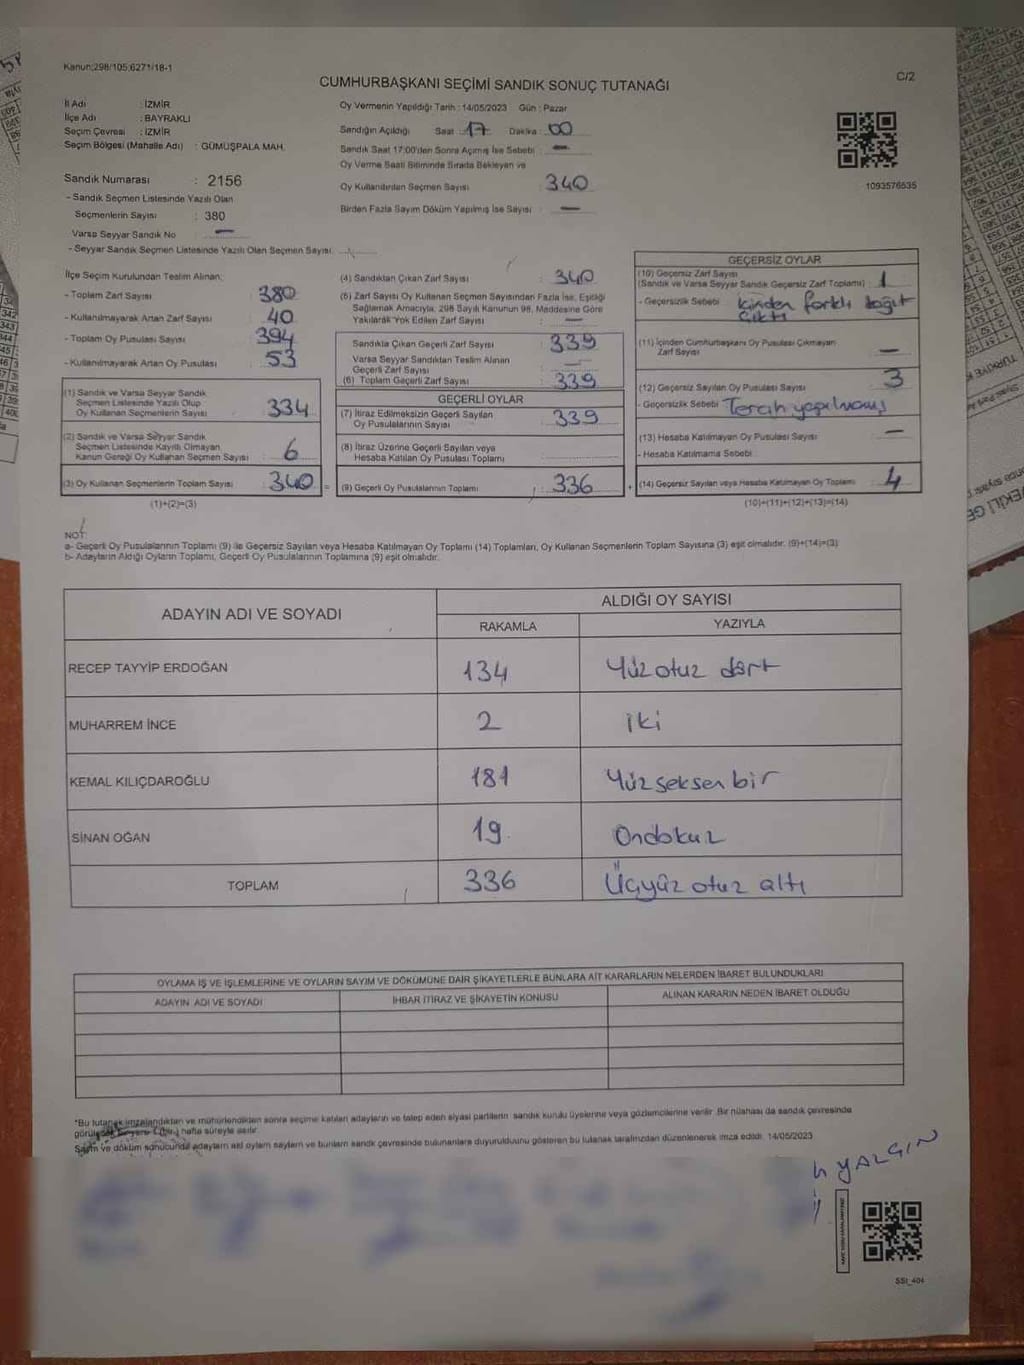 Kanun:298/105;6271/18-1
C/2
CUMHURBAŞKANI SEÇİMİ SANDIK SONUÇ TUTANAĞI
İl Adı : İZMİR
İlçe Adı : BAYRAKLI
Seçim Çevresi : İZMİR
Seçim Bölgesi (Mahalle Adı) : GÜMÜŞPALA MAH.
Sandık Numarası : 2156
- Sandık Seçmen Listesinde Yazılı Olan
Seçmenlerin Sayısı : 380
Varsa Seyyar Sandık No —
- Seyyar Sandık Seçmen Listesinde Yazılı Olan Seçmen Sayısı:
Oy Vermenin Yapıldığı Tarih : 14/05/2023 Gün : Pazar
Sandığın Açıldığı Saat : 17 Dakika : 00
Sandık Saat 17:00'den Sonra Açmış İse Sebebi : —
Oy Verme Saati Bitiminde Sırada Bekleyen ve
Oy Kullandırılan Seçmen Sayısı 340
Birden Fazla Sayım Döküm Yapılmış İse Sayısı : —
1093576535
İlçe Seçim Kurulundan Teslim Alınan;
- Toplam Zarf Sayısı : 380
- Kullanılmayarak Artan Zarf Sayısı : 40
- Toplam Oy Pusulası Sayısı : 394
- Kullanılmayarak Artan Oy Pusulası : 53
(1) Sandık ve Varsa Seyyar Sandık
Seçmen Listesinde Yazılı Olup
Oy Kullanan Seçmenlerin Sayısı : 334
(2) Sandık ve Varsa Seyyar Sandık
Seçmen Listesinde Kayıtlı Olmayan
Kanun Gereği Oy Kullanan Seçmen Sayısı : 6
(3) Oy Kullanan Seçmenlerin Toplam Sayısı : 340
(1)+(2)=(3)
(4) Sandıktan Çıkan Zarf Sayısı : 340
(5) Zarf Sayısı Oy Kullanan Seçmen Sayısından Fazla İse, Eşitliği
Sağlamak Amacıyla, 298 Sayılı Kanunun 98. Maddesine Göre
Yakılarak Yok Edilen Zarf Sayısı : —
Sandıkta Çıkan Geçerli Zarf Sayısı : 339
Varsa Seyyar Sandıktan Teslim Alınan
Geçerli Zarf Sayısı : —
(6) Toplam Geçerli Zarf Sayısı : 339
GEÇERLİ OYLAR
(7) İtiraz Edilmeksizin Geçerli Sayılan
Oy Pusulalarının Sayısı : 339
(8) İtiraz Üzerine Geçerli Sayılan veya
Hesaba Katılan Oy Pusulası Toplamı :
= (9) Geçerli Oy Pusulalarının Toplamı : 336
GEÇERSİZ OYLAR
(10) Geçersiz Zarf Sayısı
(Sandık ve Varsa Seyyar Sandık Geçersiz Zarf Toplamı) : 1
- Geçersizlik Sebebi : İçinden farklı kağıt
çıktı
(11) İçinden Cumhurbaşkanı Oy Pusulası Çıkmayan
Zarf Sayısı : —
(12) Geçersiz Sayılan Oy Pusulası Sayısı : 3
- Geçersizlik Sebebi : Tercih yapılmamış
(13) Hesaba Katılmayan Oy Pusulası Sayısı : —
- Hesaba Katılmama Sebebi :
+ (14) Geçersiz Sayılan veya Hesaba Katılmayan Oy Toplamı : 4
(10)+(11)+(12)+(13)=(14)
NOT:
a- Geçerli Oy Pusulalarının Toplamı (9) ile Geçersiz Sayılan veya Hesaba Katılmayan Oy Toplamı (14) Toplamları, Oy Kullanan Seçmenlerin Toplam Sayısına (3) eşit olmalıdır. (9)+(14)=(3)
b- Adayların Aldığı Oyların Toplamı, Geçerli Oy Pusulalarının Toplamına (9) eşit olmalıdır.
ADAYIN ADI VE SOYADI
ALDIĞI OY SAYISI
RAKAMLA YAZIYLA
RECEP TAYYİP ERDOĞAN 134 Yüz otuz dört
MUHARREM İNCE 2 iki
KEMAL KILIÇDAROĞLU 181 Yüzseksen bir
SİNAN OĞAN 19 Ondokuz
TOPLAM 336 Üçyüz otuz altı
OYLAMA İŞ VE İŞLEMLERİNE VE OYLARIN SAYIM VE DÖKÜMÜNE DAİR ŞİKAYETLERLE BUNLARA AİT KARARLARIN NELERDEN İBARET BULUNDUKLARI
ADAYIN ADI VE SOYADI İHBAR İTİRAZ VE ŞİKAYETİN KONUSU ALINAN KARARIN NEDEN İBARET OLDUĞU
*Bu tutanak imzalandıktan ve mühürlendikten sonra seçime katılan adayların ve talep eden siyasi partilerin sandık kurulu üyelerine veya gözlemcilerine verilir. Bir nüshası da sandık çevresinde
hafta süreyle asılır.
Sayım ve döküm sonucunda adayların asıl oyların sayıların ve bunların sandık çevresinde bulunanlara duyurulduunu gösteren bu tutanak tarafımızdan düzenlenerek imza edildi. 14/05/2023
YALGIN
SSI_404